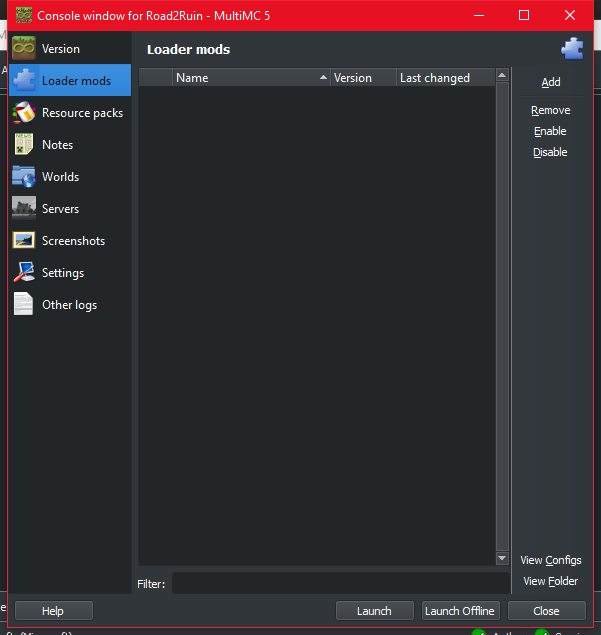 Console window for Road2Ruin - MultiMC 5
Version
Loader mods
Resource packs
Notes
Worlds
Servers
Screenshots
Settings
Other logs
Loader mods
Name Version Last changed
Add
Remove
Enable
Disable
View Configs
View Folder
Filter:
Help Launch Launch Offline Close